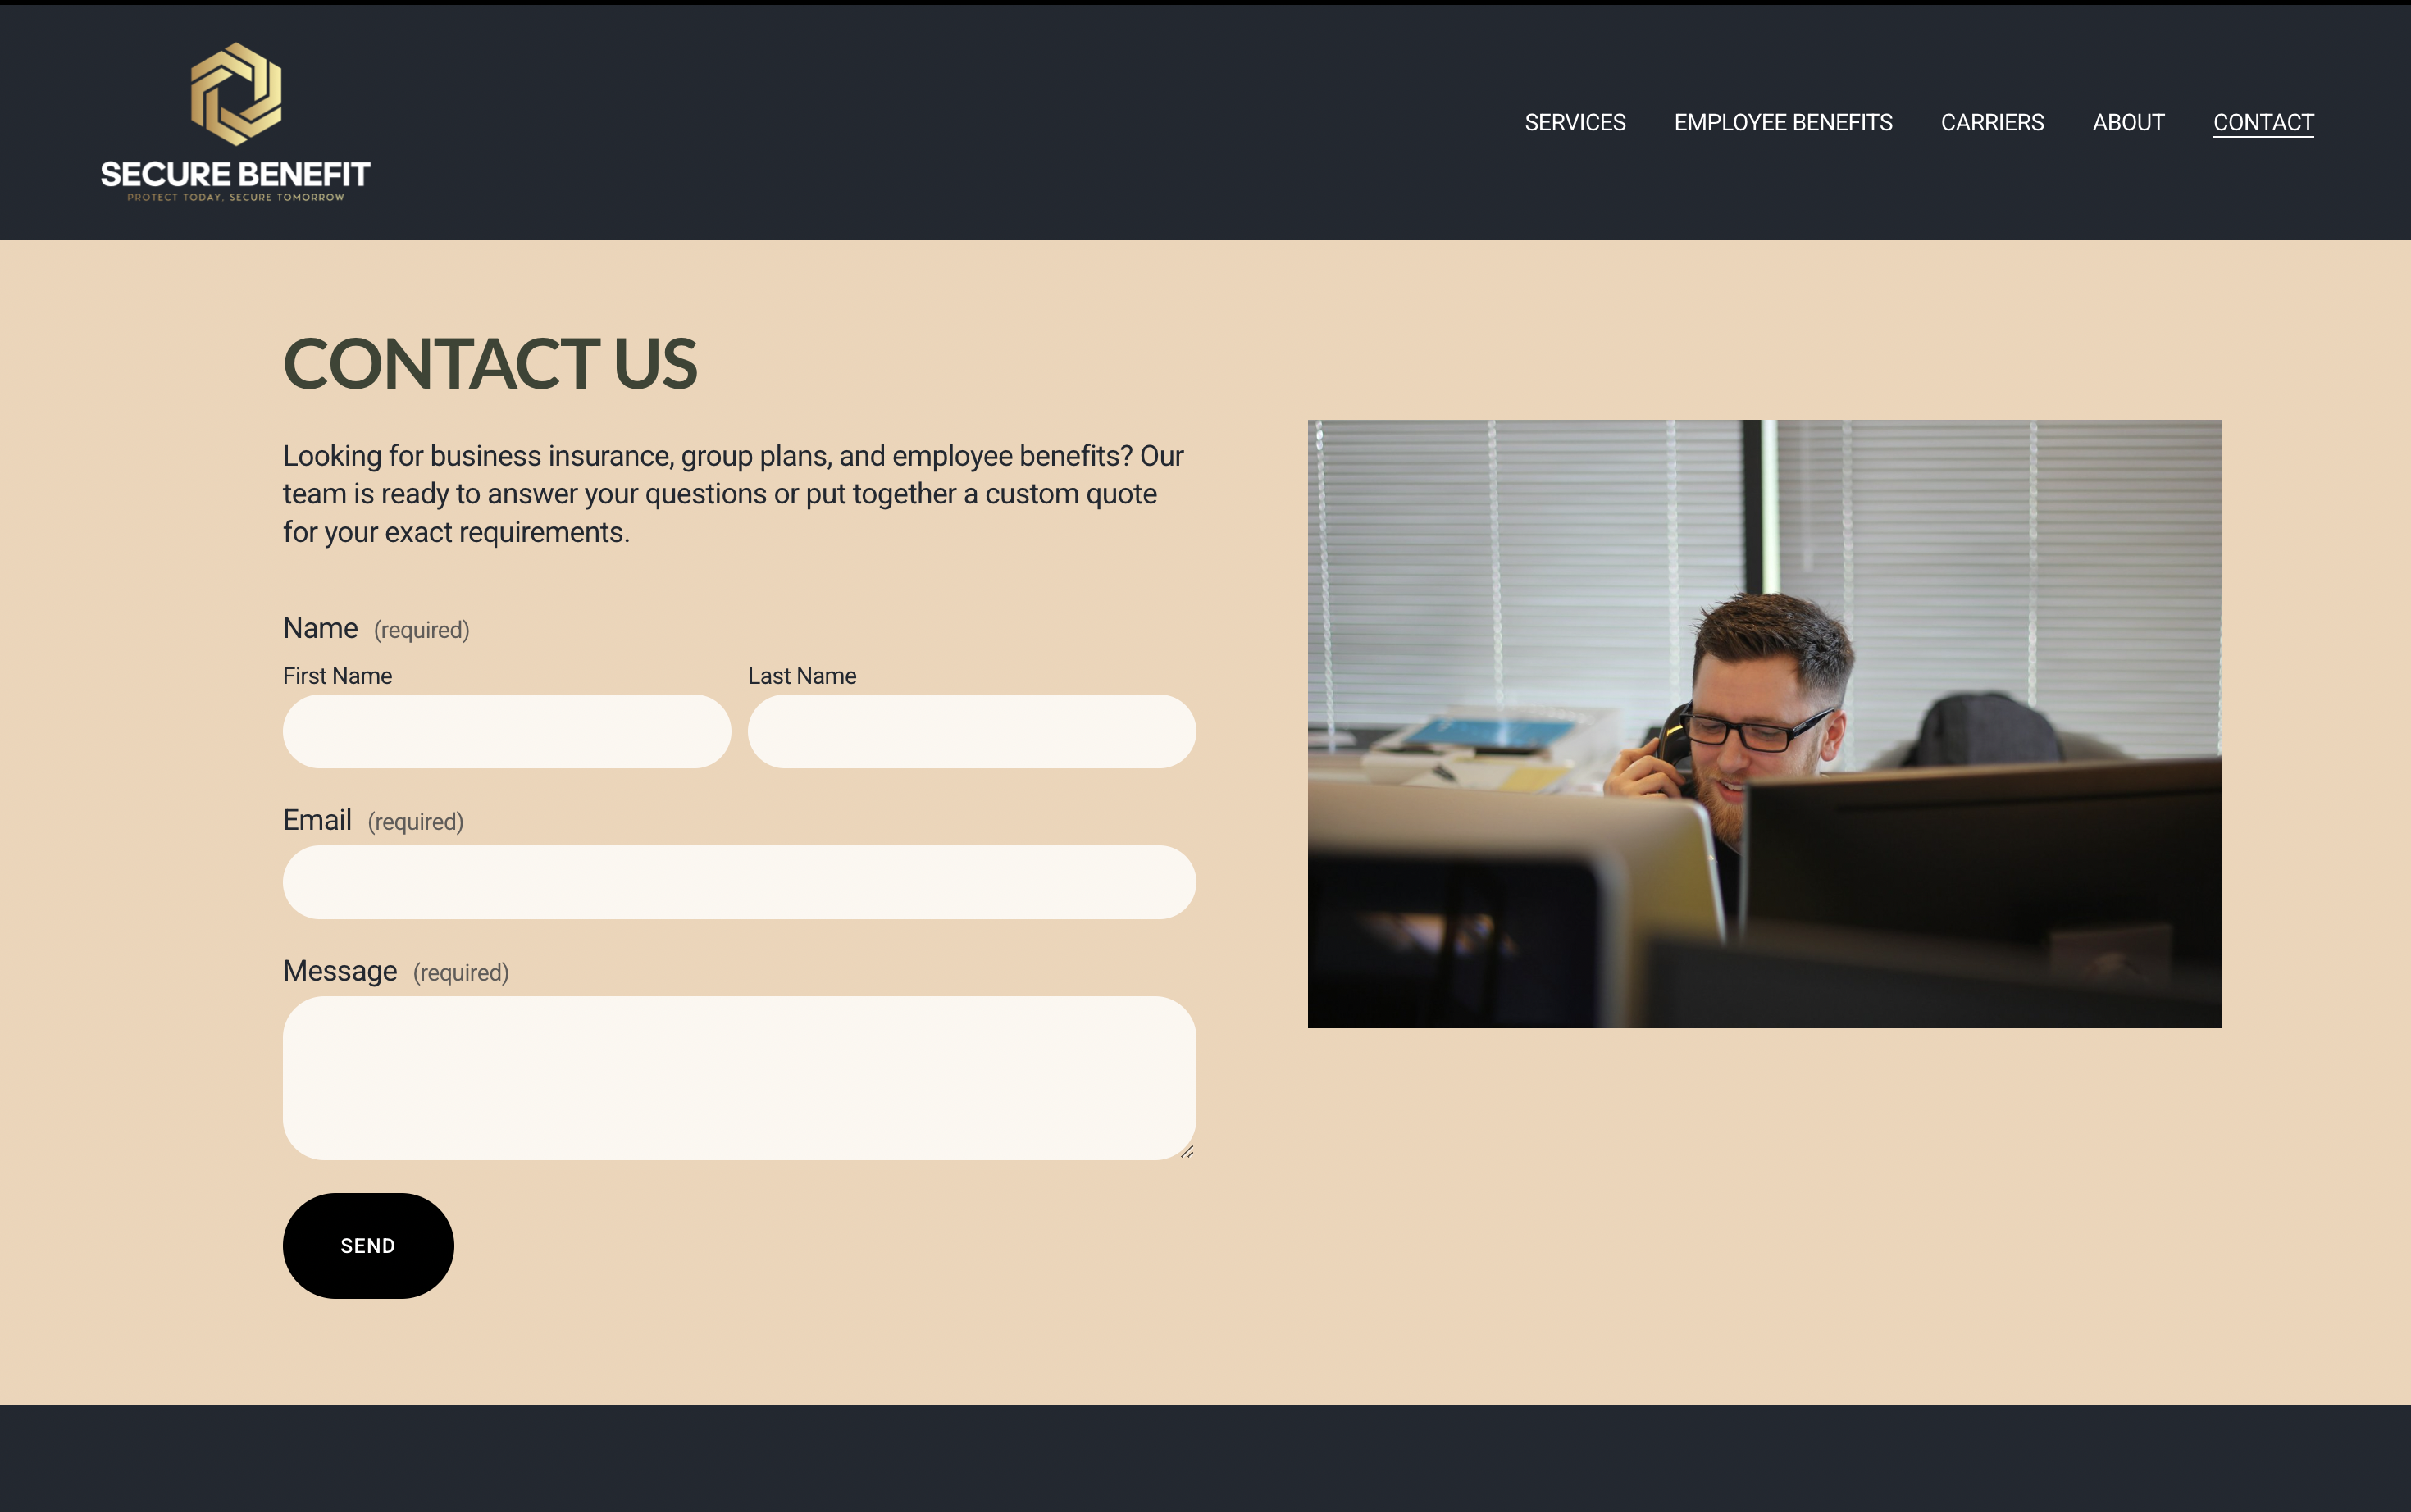 SECURE BENEFIT
PROTECT TODAY, SECURE TOMORROW
SERVICES
EMPLOYEE BENEFITS
CARRIERS
ABOUT
CONTACT
CONTACT US
Looking for business insurance, group plans, and employee benefits? Our
team is ready to answer your questions or put together a custom quote
for your exact requirements.
Name (required)
First Name
Last Name
Email (required)
Message (required)
SEND